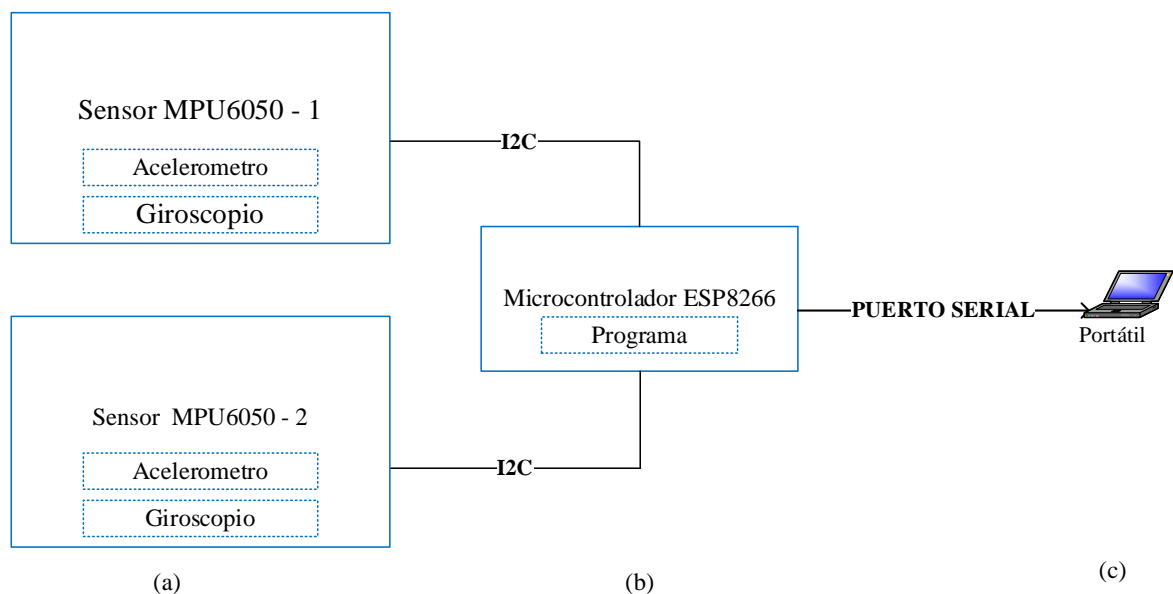 Sensor MPU6050 - 1
Acelerometro
Giroscopio
I2C
Microcontrolador ESP8266
Programa
PUERTO SERIAL
Portátil
Sensor MPU6050 - 2
Acelerometro
Giroscopio
I2C
(a)
(b)
(c)